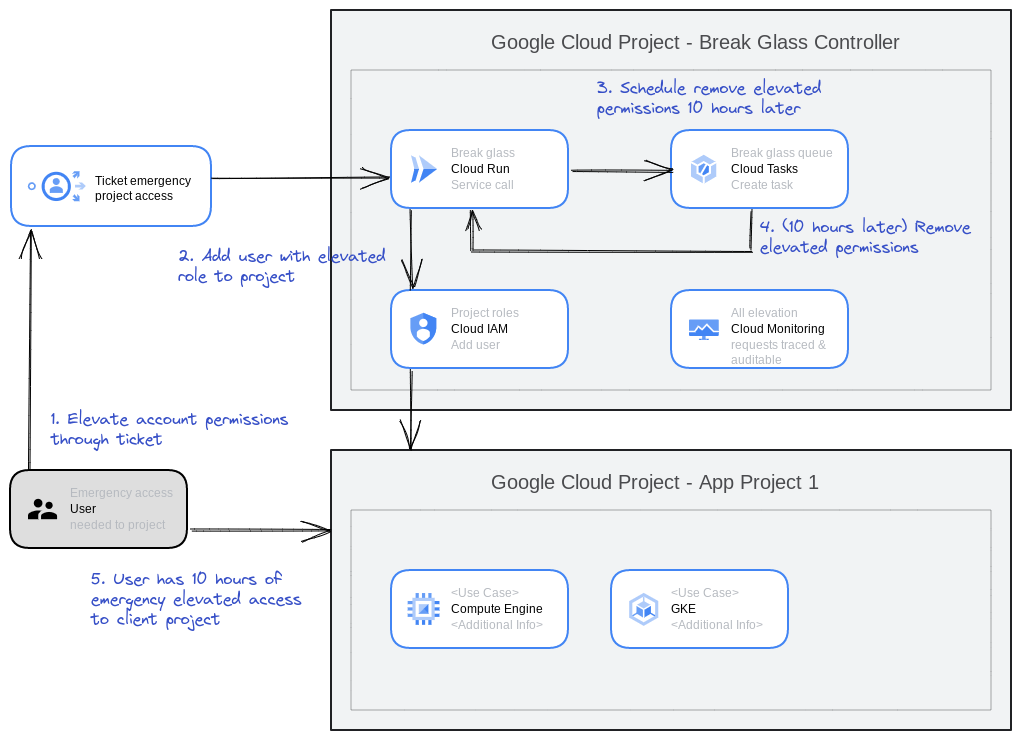 Google Cloud Project - Break Glass Controller
3. Schedule remove elevated
permissions 10 hours later
Break glass
Cloud Run
Service call
Break glass queue
Cloud Tasks
Create task
Ticket emergency
project access
4. (10 hours later) Remove
elevated permissions
2. Add user with elevated
role to project
Project roles
Cloud IAM
Add user
All elevation
Cloud Monitoring
requests traced &
auditable
1. Elevate account permissions
through ticket
Google Cloud Project - App Project 1
Emergency access
User
needed to project
5. User has 10 hours of
emergency elevated access
to client project
<Use Case>
Compute Engine
<Additional Info>
<Use Case>
GKE
<Additional Info>